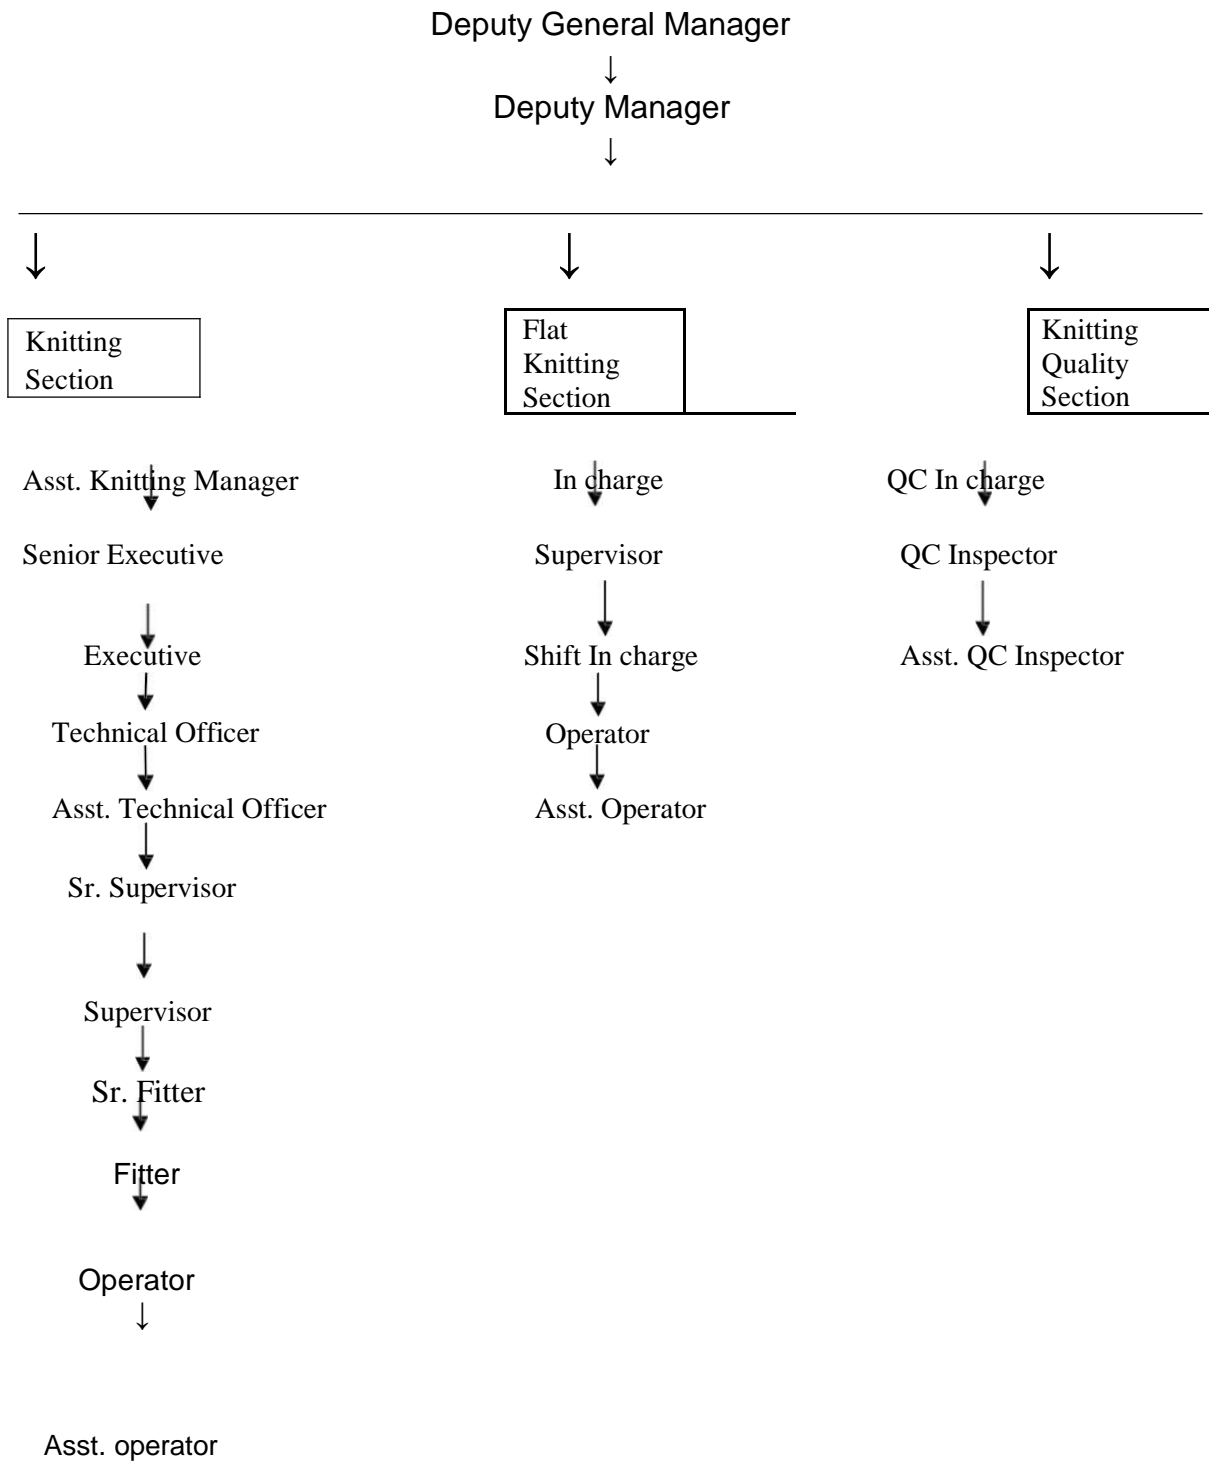 Deputy General Manager
↓
Deputy Manager
↓
↓ ↓ ↓
Knitting
Section
Flat
Knitting
Section
Knitting
Quality
Section
Asst. Knitting Manager
Senior Executive
Executive
Technical Officer
Asst. Technical Officer
Sr. Supervisor
Supervisor
Sr. Fitter
Fitter
Operator
↓
Asst. operator
In charge
Supervisor
Shift In charge
Operator
Asst. Operator
QC In charge
QC Inspector
Asst. QC Inspector